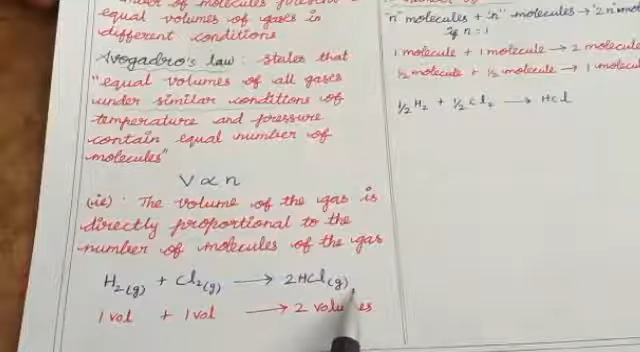 number of molecules present in
equal volumes of gases in
different conditions
Avogadro's law : states that
"equal volumes of all gases
under similar conditions of
temperature and pressure
contain equal number of
molecules"
V ∝ n
(ie) The volume of the gas is
directly proportional to the
number of molecules of the gas
H₂(g) + Cl₂(g) → 2HCl(g)
1 vol + 1 vol → 2 volumes
"n" molecules + "n" molecules → "2n"
If n = 1
1 molecule + 1 molecule → 2
½ molecule + ½ molecule → 1
½ H₂ + ½ Cl₂ → HCl